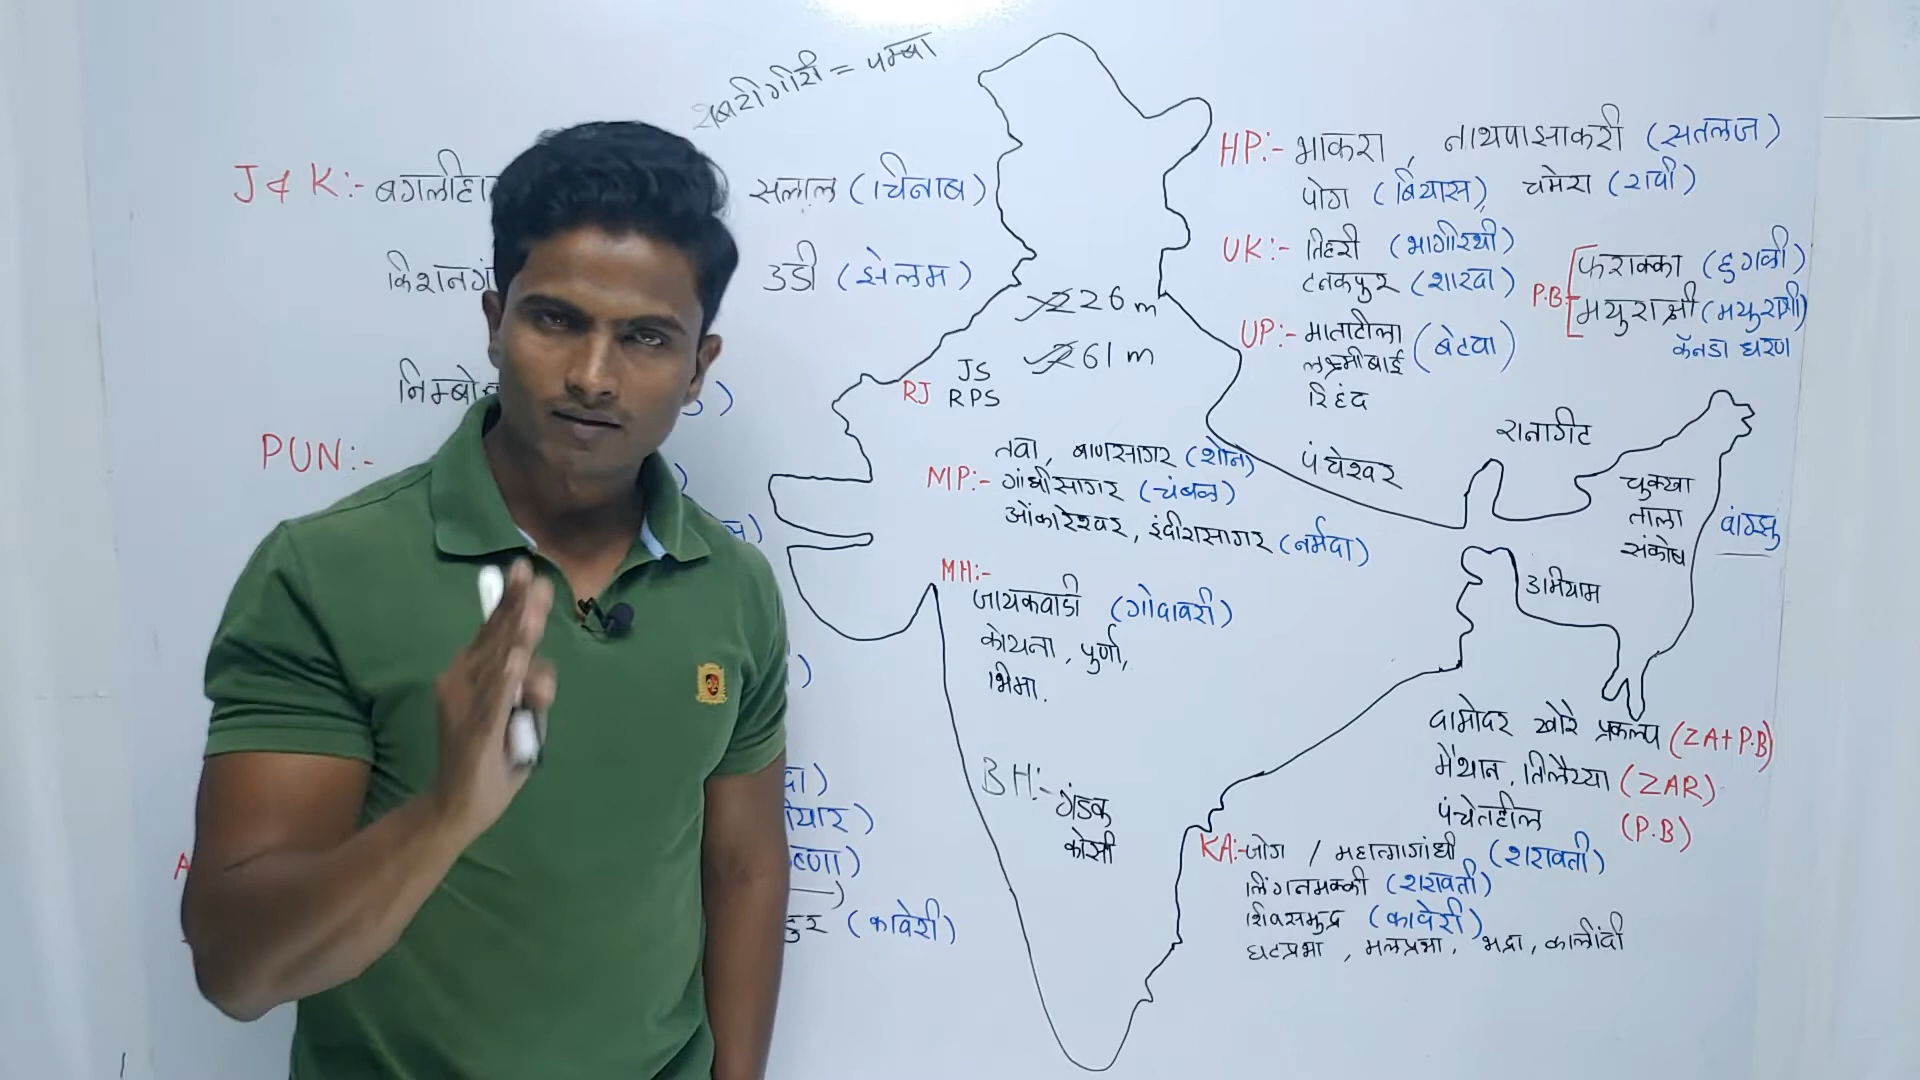 शबरीगीरी = पम्बा
J & K:- बगलीहा
सलाल (चिनाब)
किशनगं
उडी (झेलम)
निम्बो
PUN:-
HP:- भाकरा, नाथपाझाकरी (सतलज)
पोंग (बियास), चमेरा (रावी)
UK:- तिहरी (भागीरथी)
टनकपुर (शारदा)
P.B:- फराक्का (हुगळी)
मयुराक्षी (मयुराक्षी)
कॅनडा धरण
UP:- माताटीला
लक्ष्मीबाई (बेटवा)
रिहंद
226 m
261 m
RJ JS
RPS
तवा, बाणसागर (शोन)
MP:- गांधीसागर (चंबळ)
ओंकारेश्वर, इंदीरासागर (नर्मदा)
पंचेश्वर
रानागीट
चुक्खा
ताला
संकोष
वांग्छु
उमियाम
MH:-
जायकवाडी (गोदावरी)
कोयना, पुर्णा,
भिमा.
BH:- गंडक
कोसी
दामोदर खोरे प्रकल्प (ZA+P.B)
मैथान, तिलैय्या (ZAR)
पंचेतहील (P.B)
KA:- जोग / महात्मागांधी (शरावती)
लिंगनमक्की (शरावती)
शिवसमुद्र (कावेरी)
घटप्रभा, मलप्रभा, भद्रा, कालींदी
दा)
ियार)
ष्णा)
टुर (कावेरी)
A